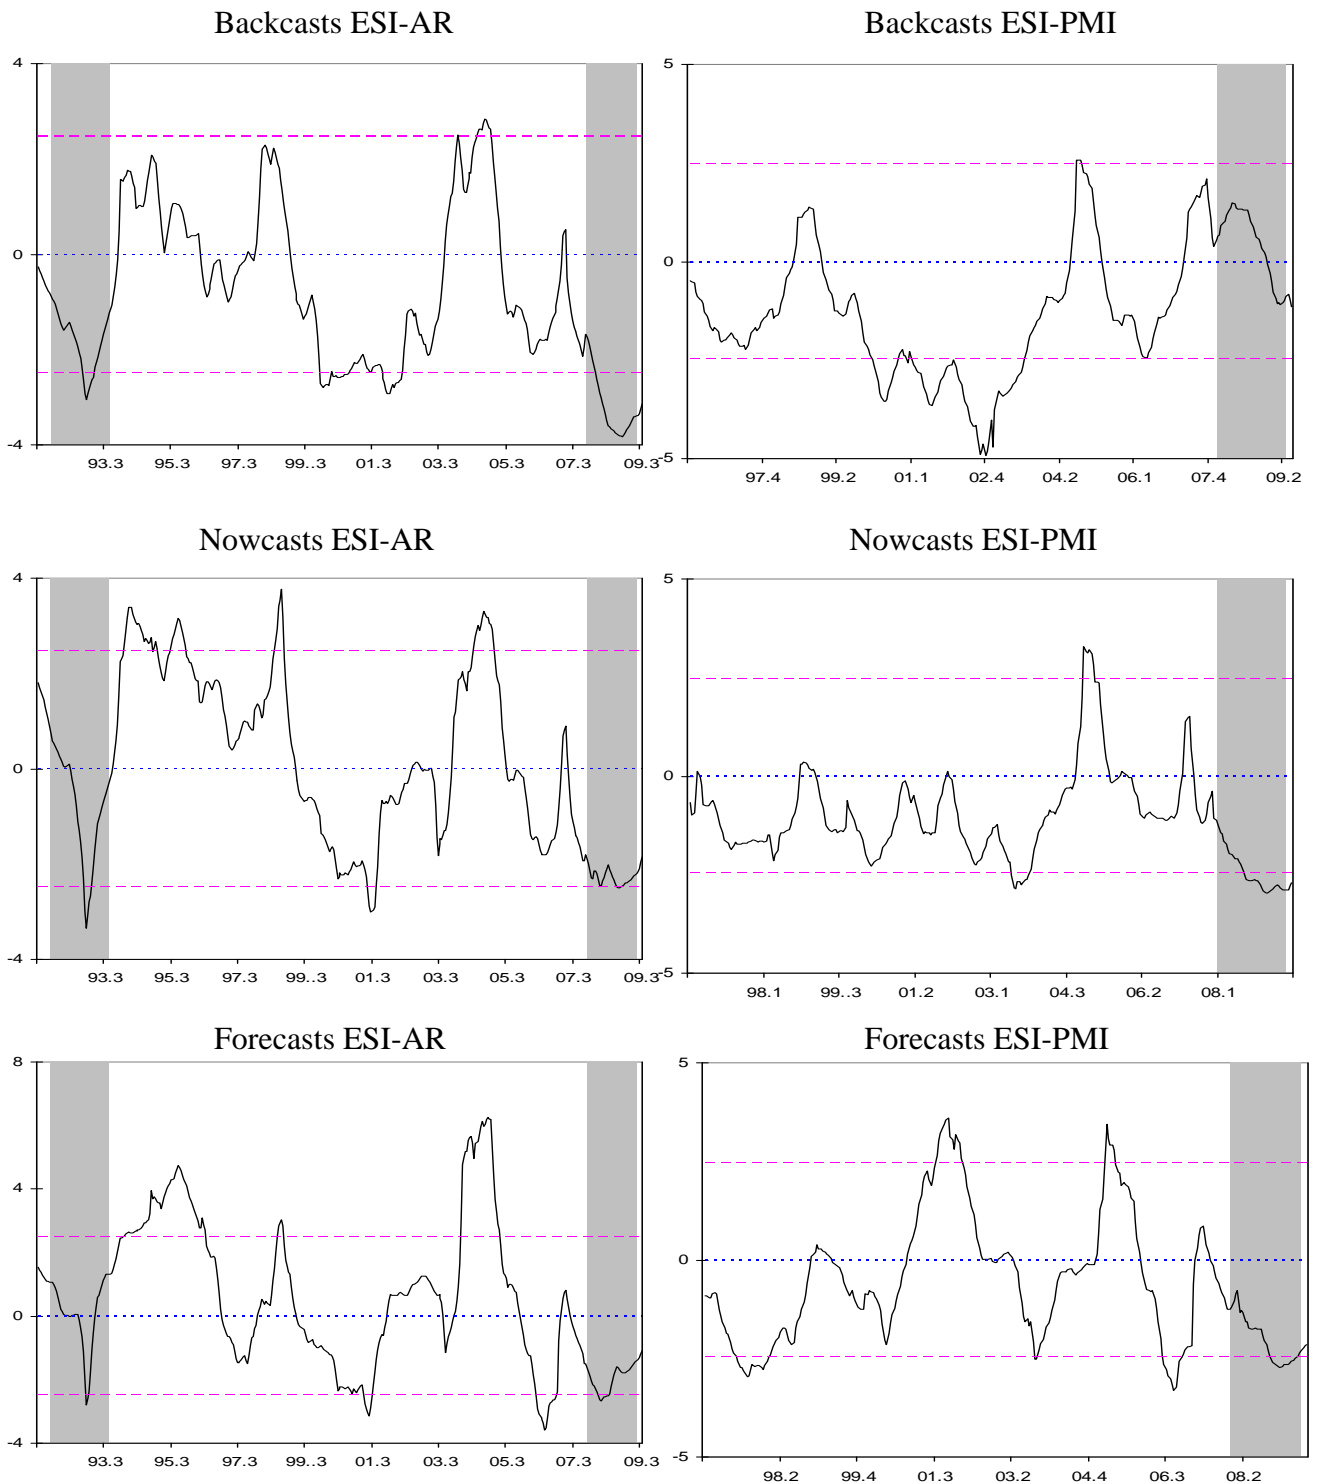 Backcasts ESI-AR
Backcasts ESI-PMI
4
0
-4
93.3 95.3 97.3 99.3 01.3 03.3 05.3 07.3 09.3
5
0
-5
97.4 99.2 01.1 02.4 04.2 06.1 07.4 09.2
Nowcasts ESI-AR
Nowcasts ESI-PMI
4
0
-4
93.3 95.3 97.3 99.3 01.3 03.3 05.3 07.3 09.3
5
0
-5
98.1 99..3 01.2 03.1 04.3 06.2 08.1
Forecasts ESI-AR
Forecasts ESI-PMI
8
4
0
-4
93.3 95.3 97.3 99.3 01.3 03.3 05.3 07.3 09.3
5
0
-5
98.2 99.4 01.3 03.2 04.4 06.3 08.2